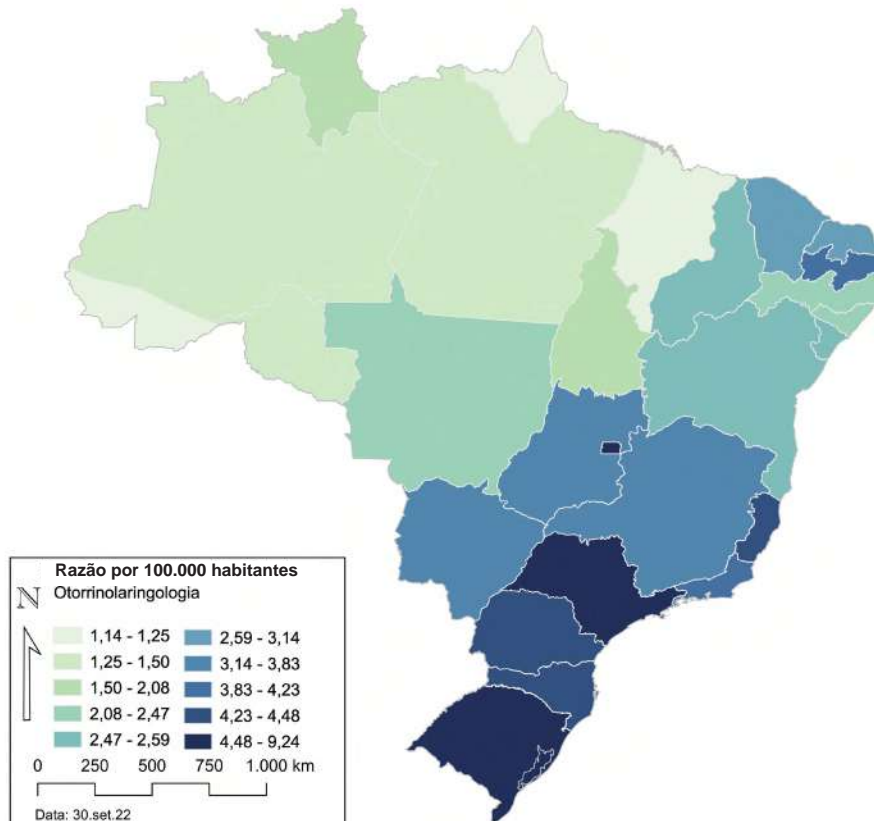 Razão por 100.000 habitantes
N Otorrinolaringologia
1,14 - 1,25
1,25 - 1,50
1,50 - 2,08
2,08 - 2,47
2,47 - 2,59
2,59 - 3,14
3,14 - 3,83
3,83 - 4,23
4,23 - 4,48
4,48 - 9,24
0 250 500 750 1.000 km
Data: 30.set.22